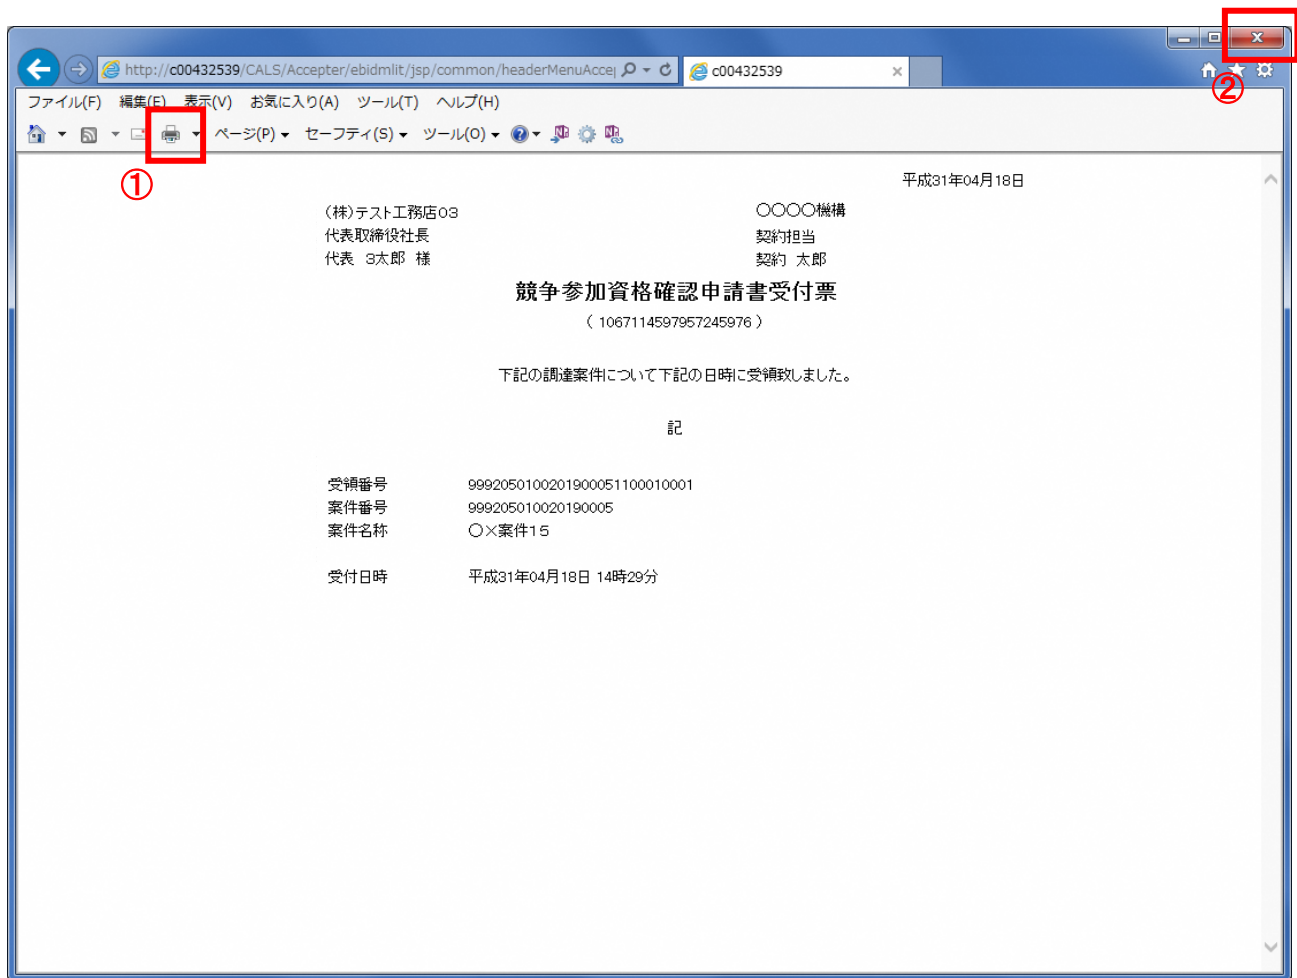 http://c00432539/CALS/Accepter/ebidmlit/jsp/common/headerMenuAccep
c00432539
②
ファイル(F) 編集(E) 表示(V) お気に入り(A) ツール(T) ヘルプ(H)
ページ(P) セーフティ(S) ツール(O)
①
平成31年04月18日
(株)テスト工務店03
〇〇〇〇機構
代表取締役社長
契約担当
代表 3太郎 様
契約 太郎
競争参加資格確認申請書受付票
( 1067114597957245976 )
下記の調達案件について下記の日時に受領致しました。
記
受領番号 99920501002019000511​00010001
案件番号 999205010020190005
案件名称 〇×案件15
受付日時 平成31年04月18日 14時29分